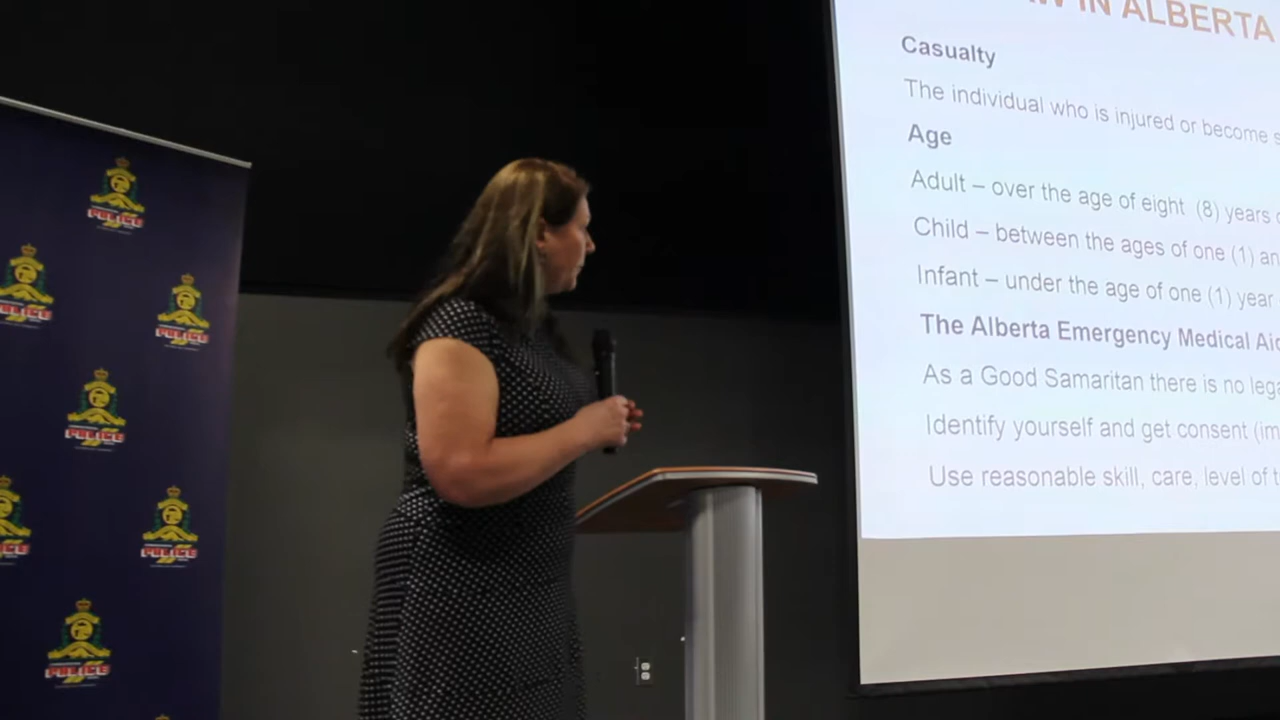 IN ALBERTA
Casualty
The individual who is injured or become
Age
Adult – over the age of eight (8) years
Child – between the ages of one (1)
Infant – under the age of one (1) year
The Alberta Emergency Medical
As a Good Samaritan there is no
Identify yourself and get consent
Use reasonable skill, care, level of
POLICE
POLICE
POLICE
POLICE
POLICE
POLICE